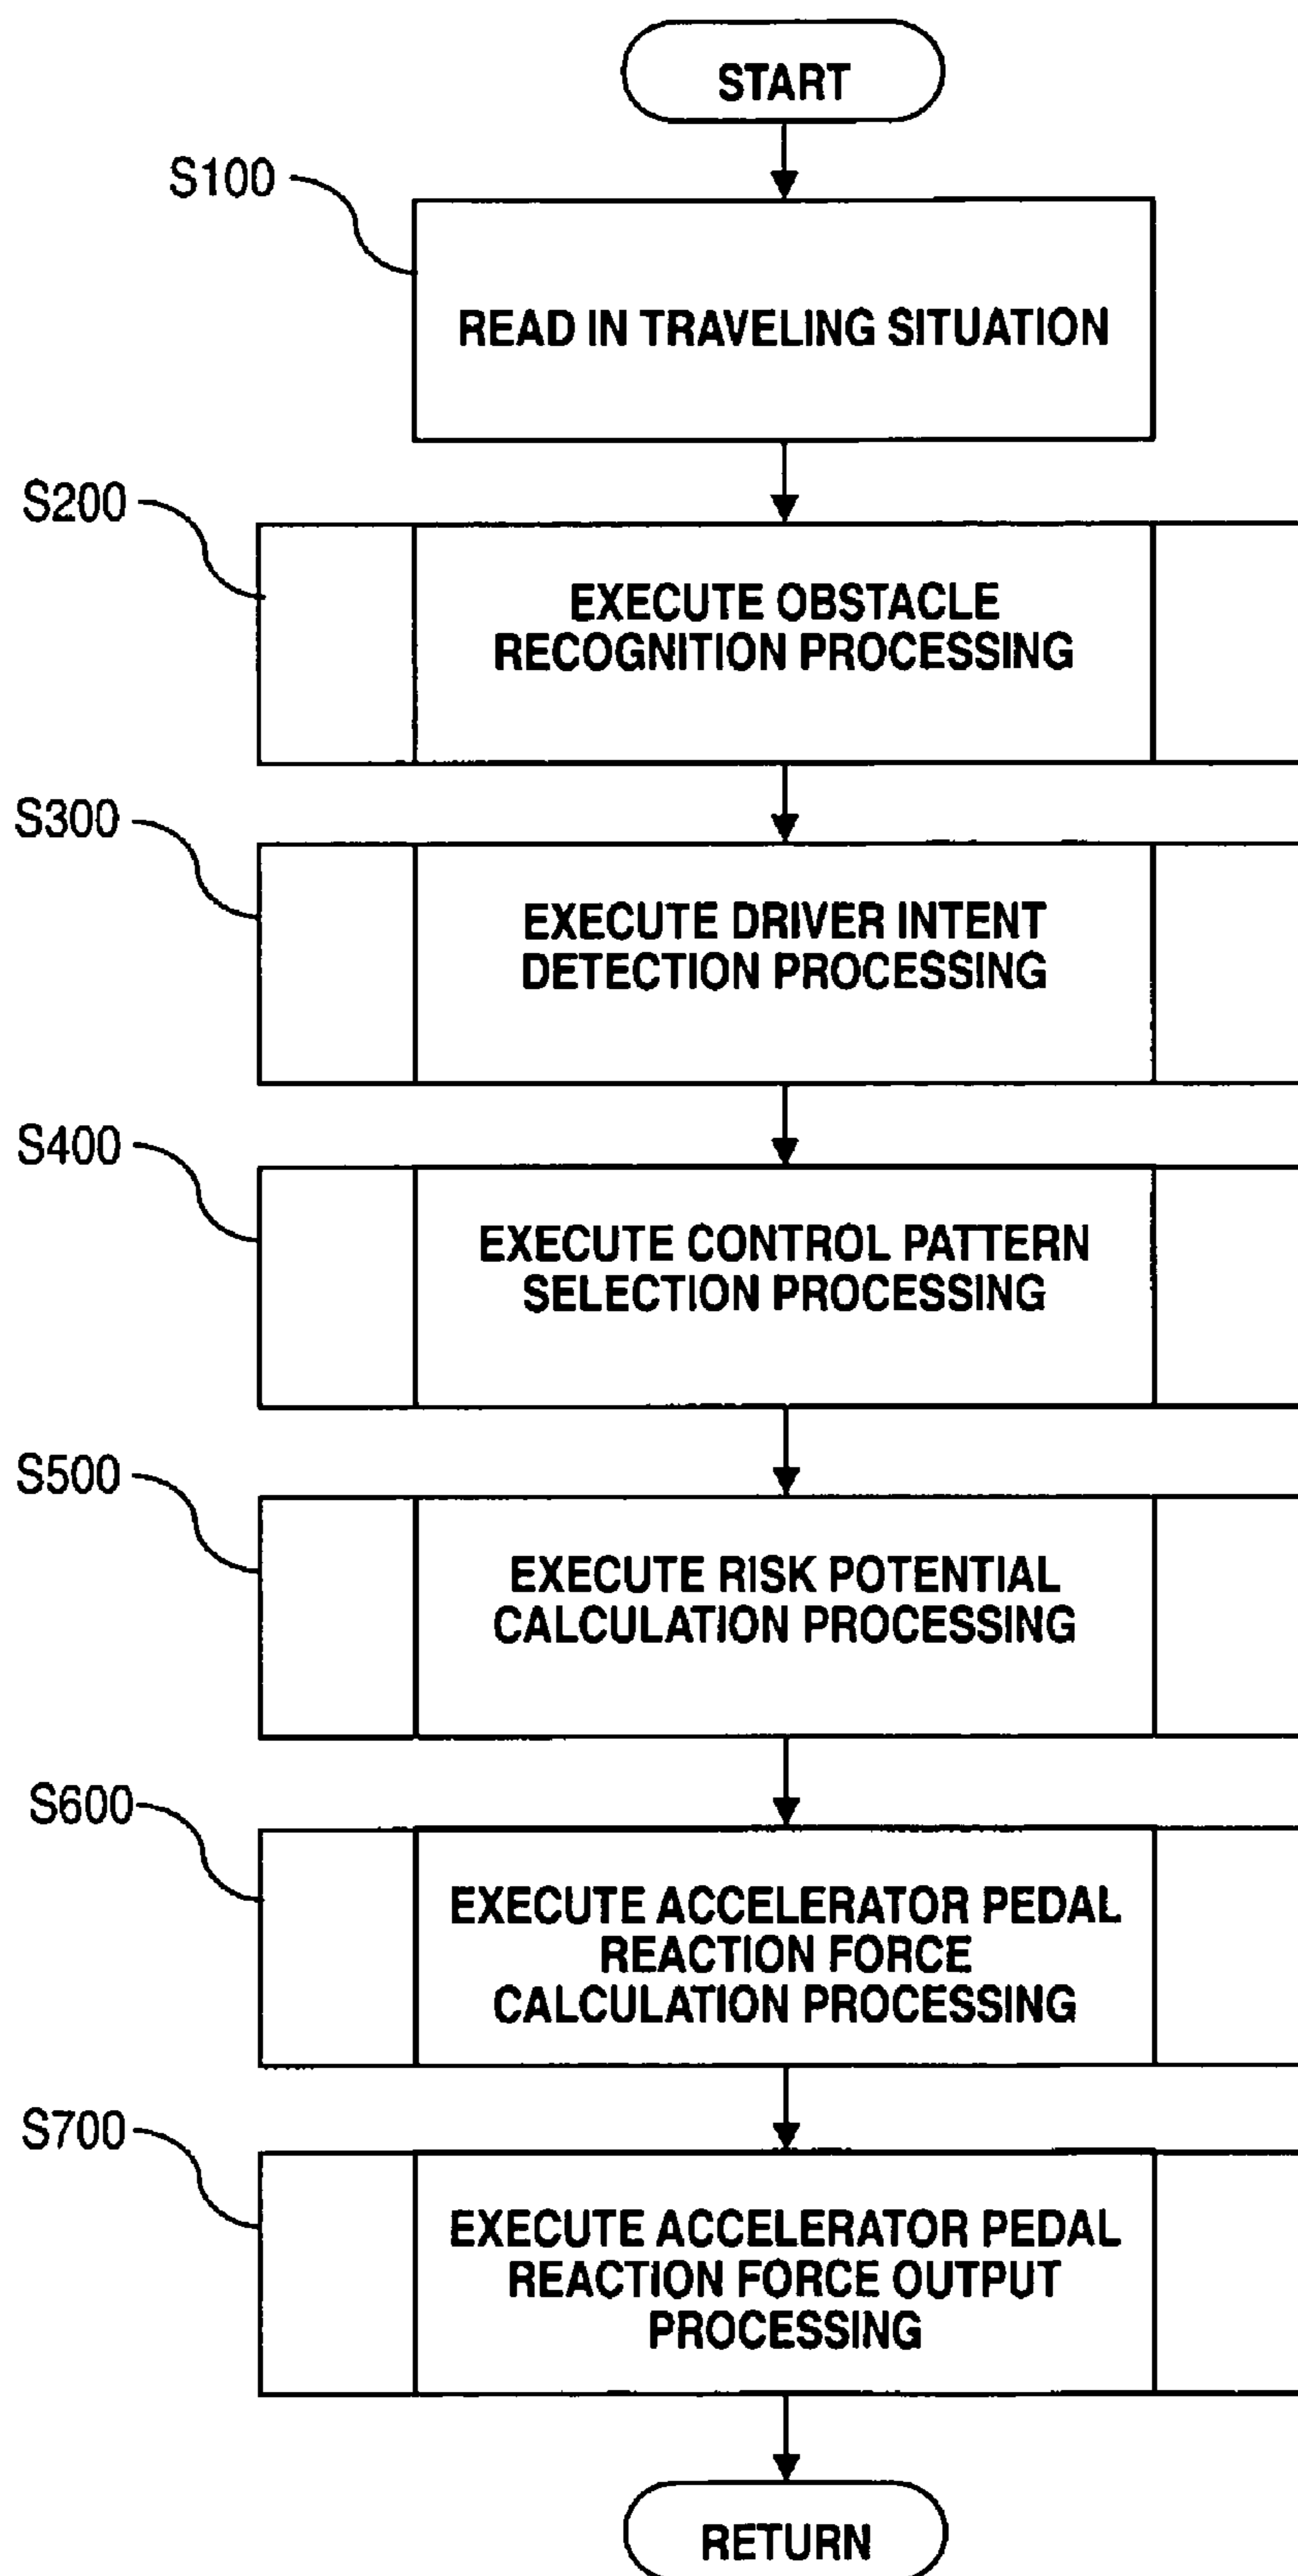 START
S100
READ IN TRAVELING SITUATION
S200
EXECUTE OBSTACLE
RECOGNITION PROCESSING
S300
EXECUTE DRIVER INTENT
DETECTION PROCESSING
S400
EXECUTE CONTROL PATTERN
SELECTION PROCESSING
S500
EXECUTE RISK POTENTIAL
CALCULATION PROCESSING
S600
EXECUTE ACCELERATOR PEDAL
REACTION FORCE
CALCULATION PROCESSING
S700
EXECUTE ACCELERATOR PEDAL
REACTION FORCE OUTPUT
PROCESSING
RETURN